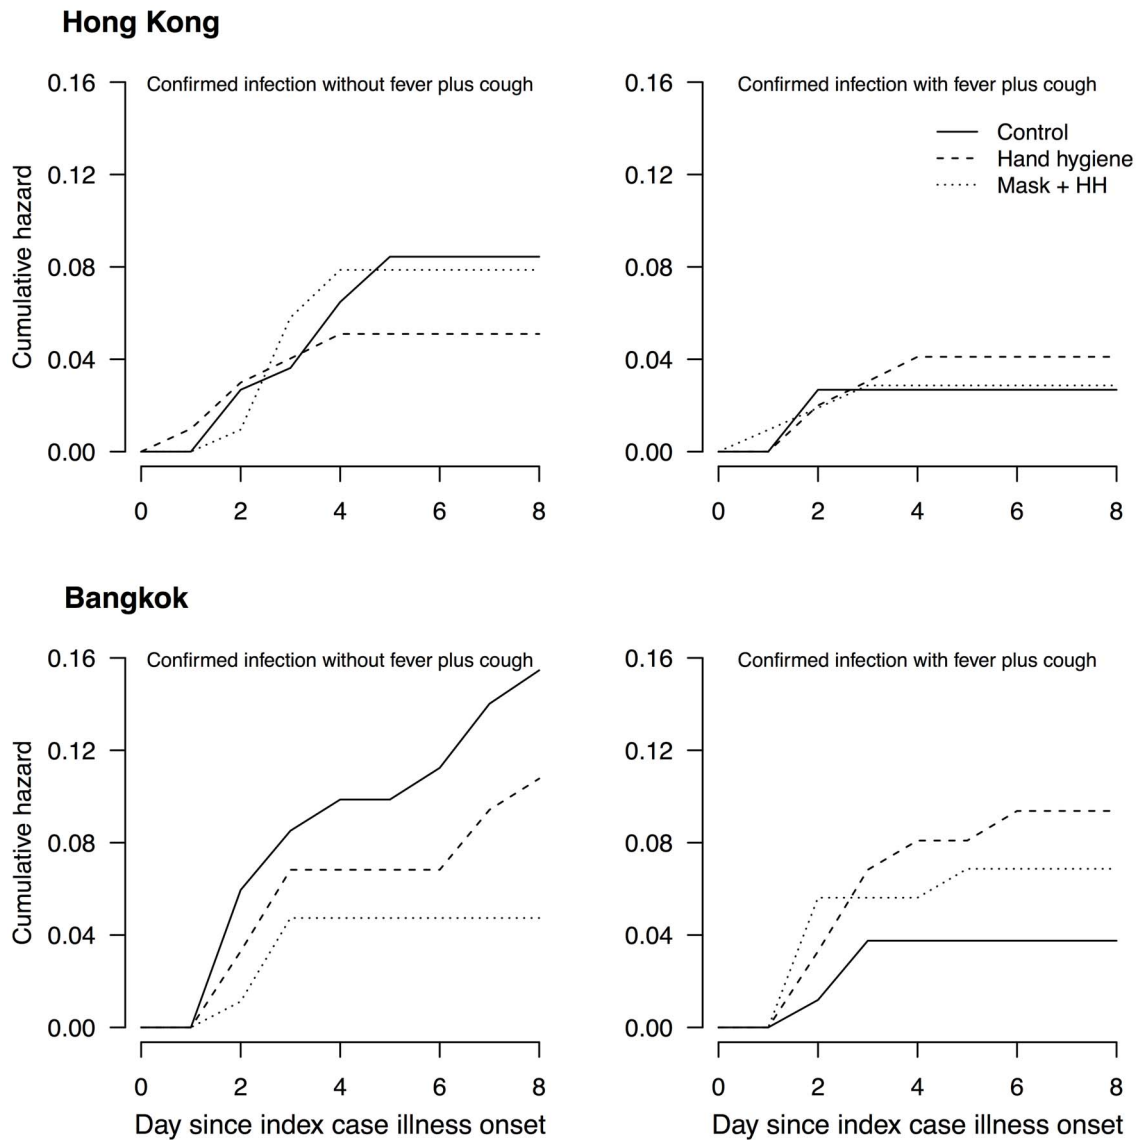 Hong Kong
Confirmed infection without fever plus cough
Cumulative hazard
0.16
0.12
0.08
0.04
0.00
0 2 4 6 8
Confirmed infection with fever plus cough
Control
Hand hygiene
Mask + HH
0.16
0.12
0.08
0.04
0.00
0 2 4 6 8
Bangkok
Confirmed infection without fever plus cough
Cumulative hazard
0.16
0.12
0.08
0.04
0.00
0 2 4 6 8
Day since index case illness onset
Confirmed infection with fever plus cough
0.16
0.12
0.08
0.04
0.00
0 2 4 6 8
Day since index case illness onset